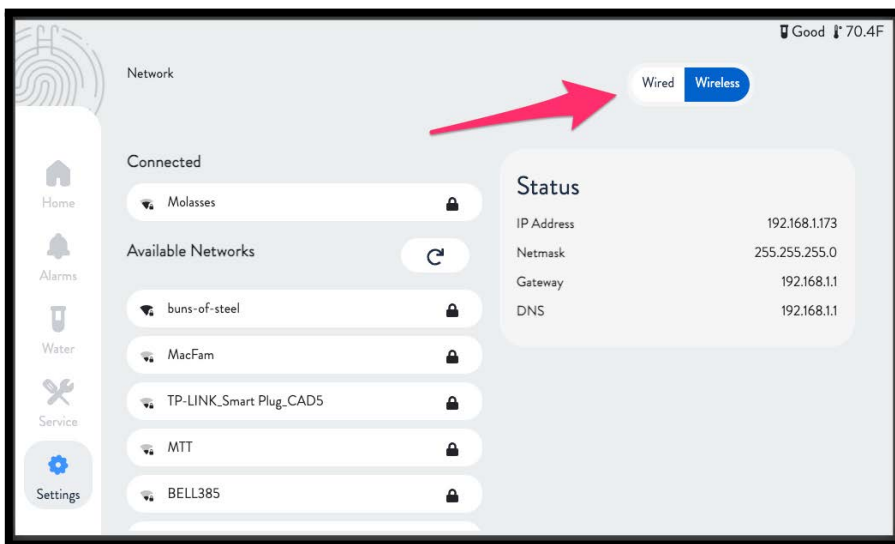 Good 70.4F
Network
Wired Wireless
Home
Alarms
Water
Service
Settings
Connected
Molasses
Available Networks
buns-of-steel
MacFam
TP-LINK_Smart Plug_CAD5
MTT
BELL385
Status
IP Address 192.168.1.173
Netmask 255.255.255.0
Gateway 192.168.1.1
DNS 192.168.1.1